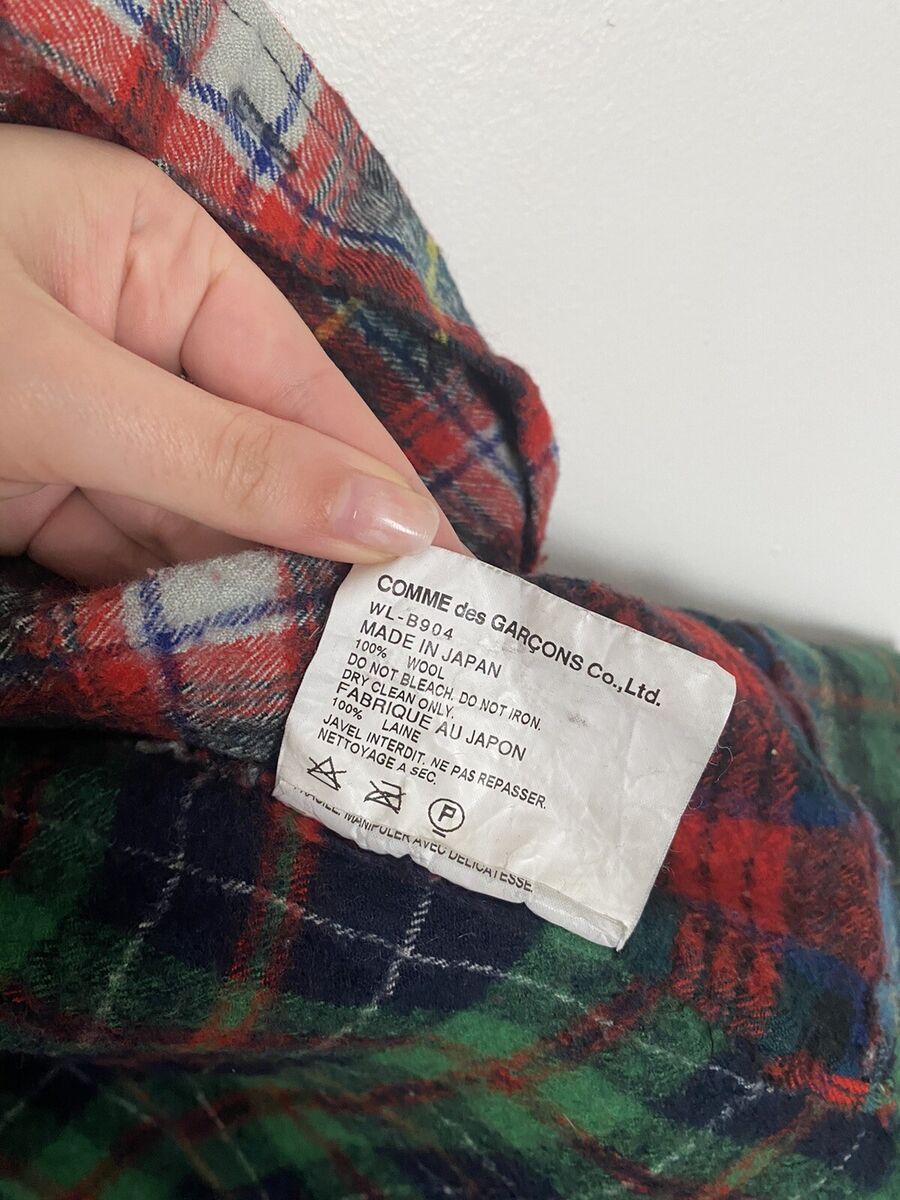 COMME des GARÇONS Co.,Ltd.
WL-B904
MADE IN JAPAN
100% WOOL
DO NOT BLEACH. DO NOT IRON.
DRY CLEAN ONLY.
FABRIQUE AU JAPON
100% LAINE
JAVEL INTERDIT. NE PAS REPASSER.
NETTOYAGE A SEC.
P
FRAGILE. MANIPULER AVEC DELICATESSE.